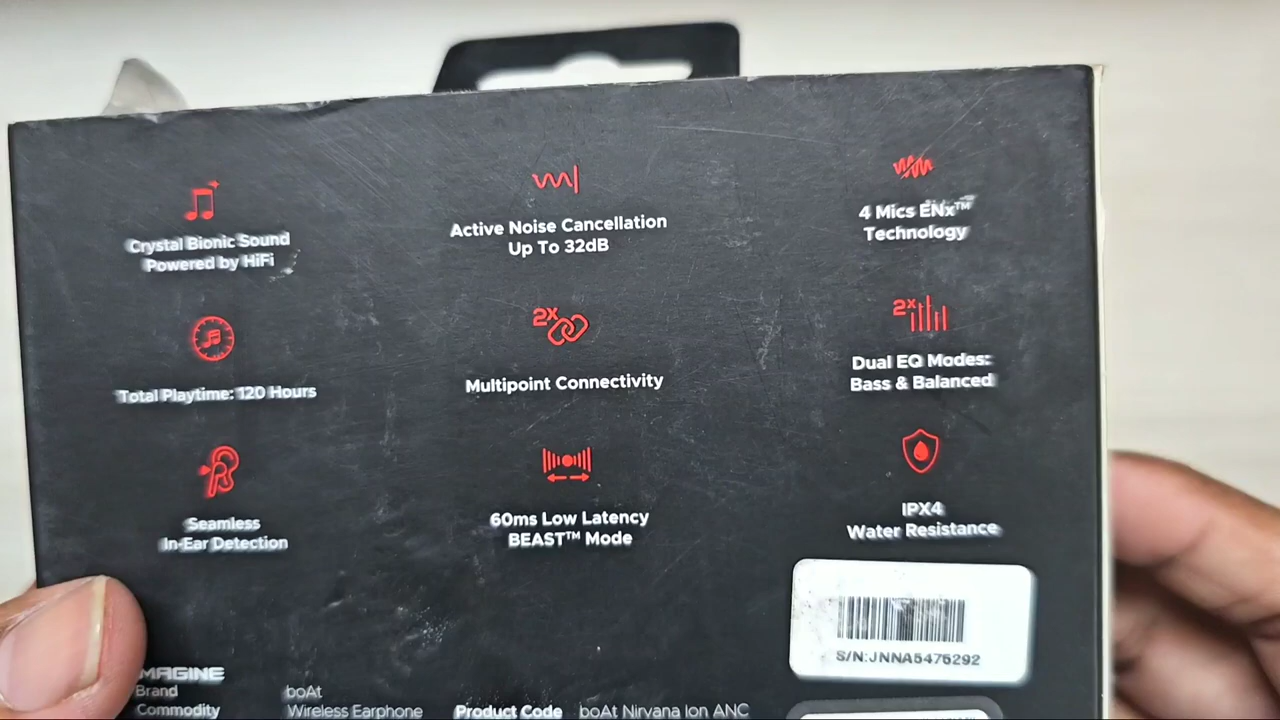 Crystal Bionic Sound
Powered by HiFi
Active Noise Cancellation
Up To 32dB
4 Mics ENx™
Technology
Total Playtime: 120 Hours
2x
Multipoint Connectivity
2x
Dual EQ Modes:
Bass & Balanced
Seamless
In-Ear Detection
60ms Low Latency
BEAST™ Mode
IPX4
Water Resistance
S/N:JNNA5475292
MAGINE
Brand boAt
Commodity Wireless Earphone Product Code boAt Nirvana Ion ANC